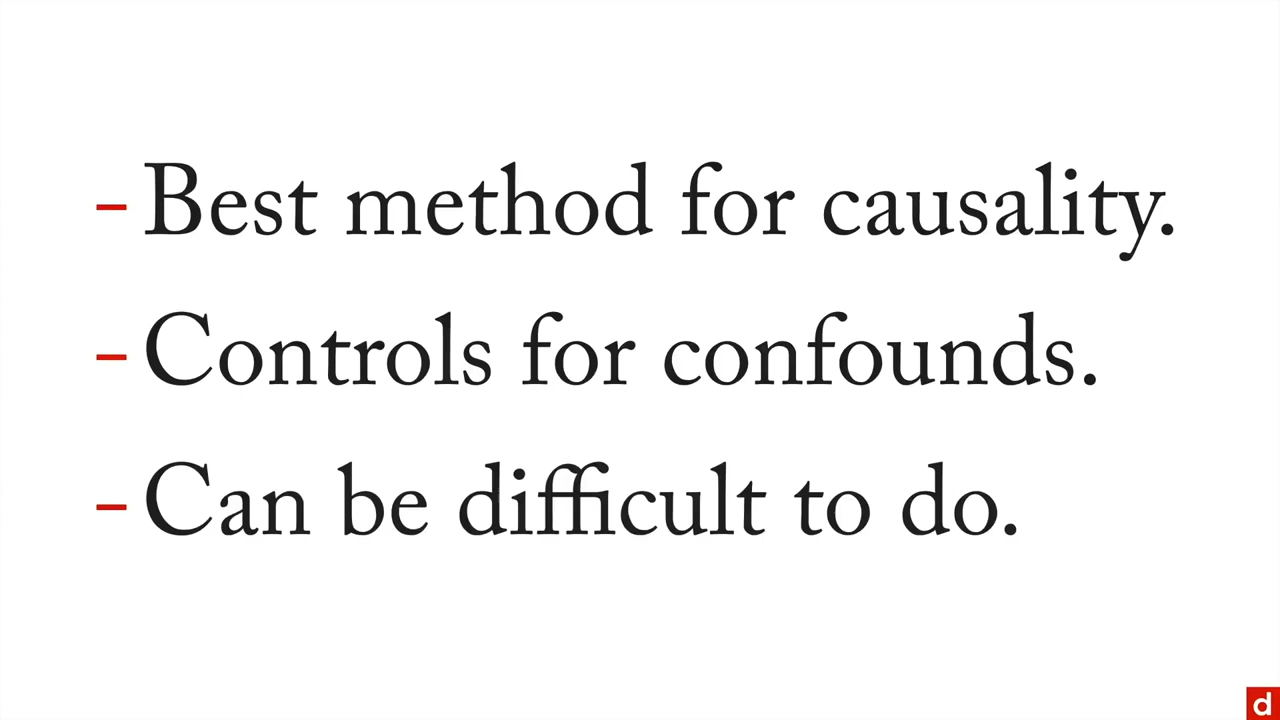 - Best method for causality.
- Controls for confounds.
- Can be difficult to do.
d